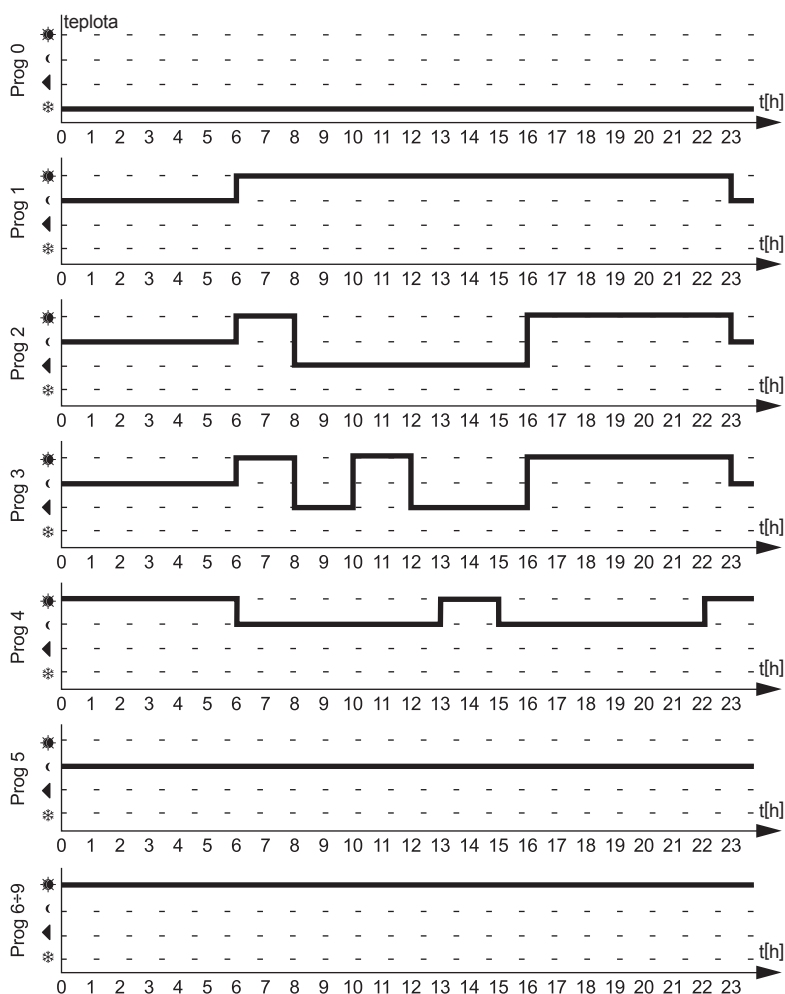 teplota
Prog 0
t[h]
0 1 2 3 4 5 6 7 8 9 10 11 12 13 14 15 16 17 18 19 20 21 22 23
Prog 1
t[h]
0 1 2 3 4 5 6 7 8 9 10 11 12 13 14 15 16 17 18 19 20 21 22 23
Prog 2
t[h]
0 1 2 3 4 5 6 7 8 9 10 11 12 13 14 15 16 17 18 19 20 21 22 23
Prog 3
t[h]
0 1 2 3 4 5 6 7 8 9 10 11 12 13 14 15 16 17 18 19 20 21 22 23
Prog 4
t[h]
0 1 2 3 4 5 6 7 8 9 10 11 12 13 14 15 16 17 18 19 20 21 22 23
Prog 5
t[h]
0 1 2 3 4 5 6 7 8 9 10 11 12 13 14 15 16 17 18 19 20 21 22 23
Prog 6÷9
t[h]
0 1 2 3 4 5 6 7 8 9 10 11 12 13 14 15 16 17 18 19 20 21 22 23